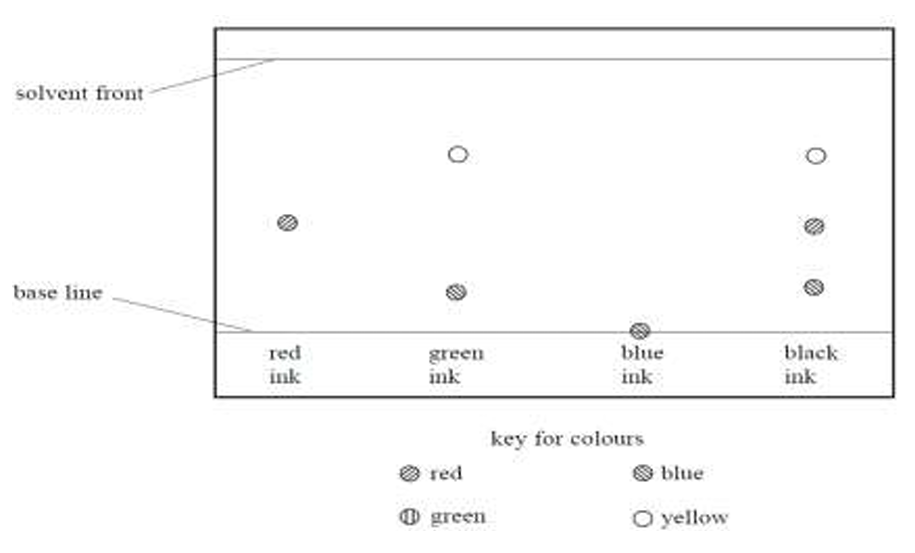 solvent front
base line
red green blue black
ink ink ink ink
key for colours
red blue
green yellow